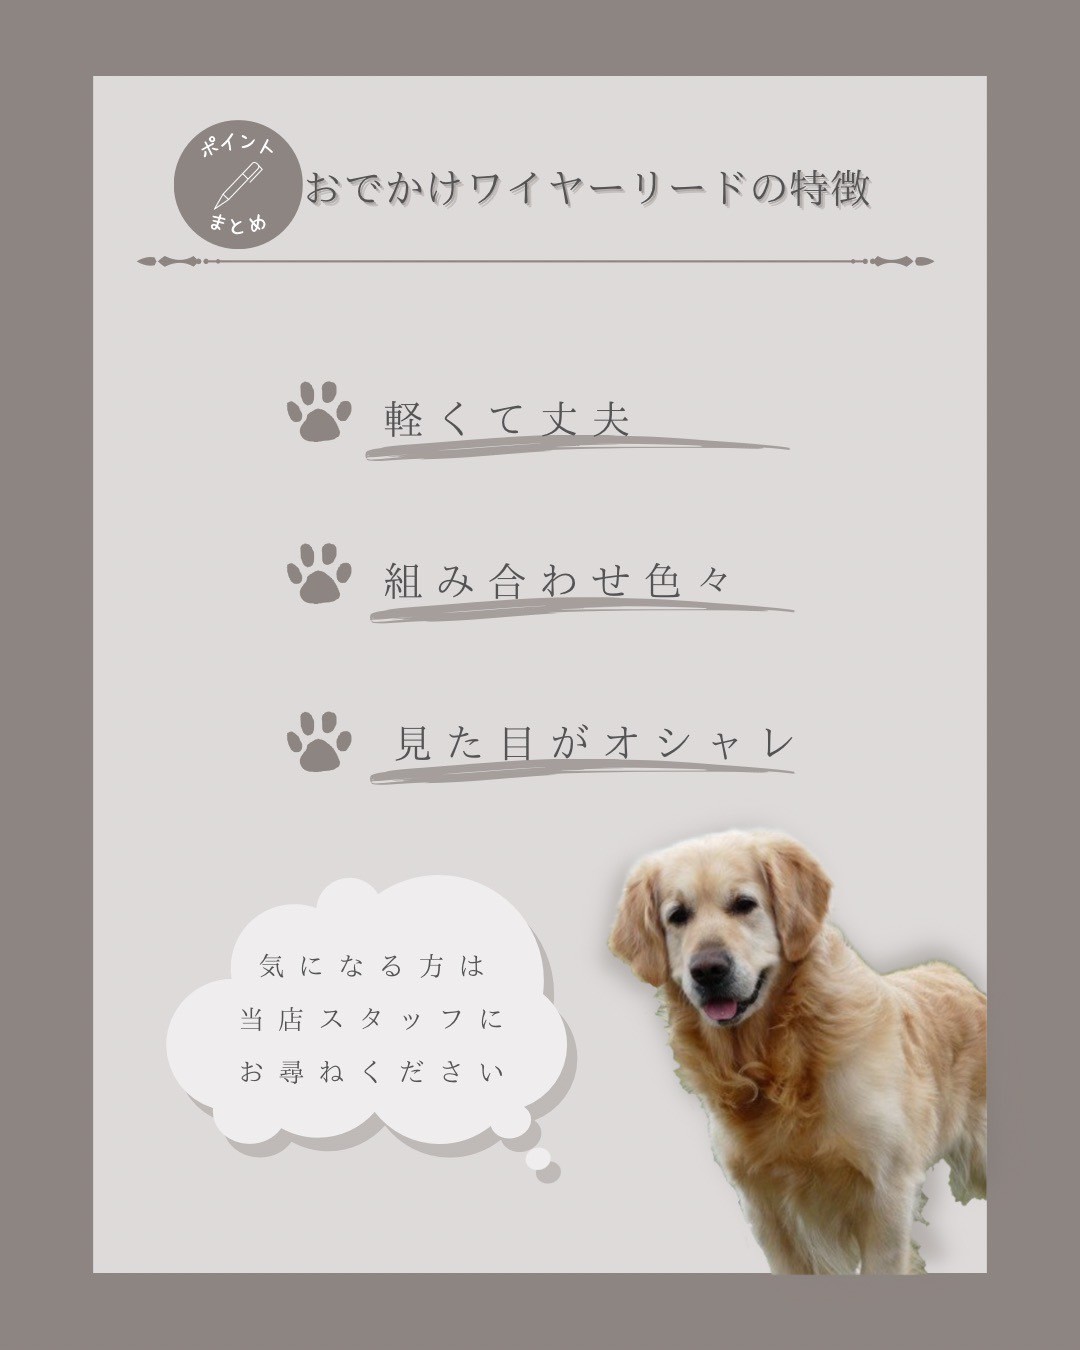 ポイント
まとめ
おでかけワイヤーリードの特徴
軽くて丈夫
組み合わせ色々
見た目がオシャレ
気になる方は
当店スタッフに
お尋ねください